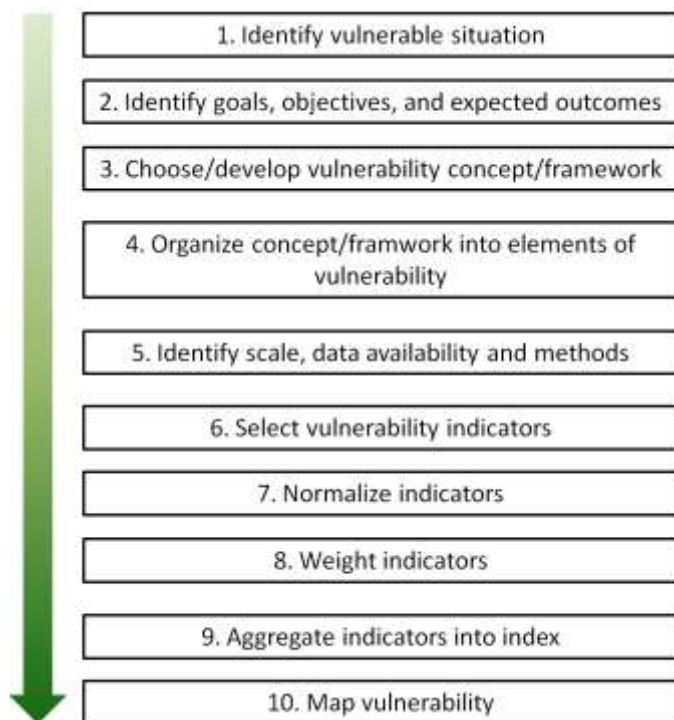 1. Identify vulnerable situation
2. Identify goals, objectives, and expected outcomes
3. Choose/develop vulnerability concept/framework
4. Organize concept/framwork into elements of
vulnerability
5. Identify scale, data availability and methods
6. Select vulnerability indicators
7. Normalize indicators
8. Weight indicators
9. Aggregate indicators into index
10. Map vulnerability